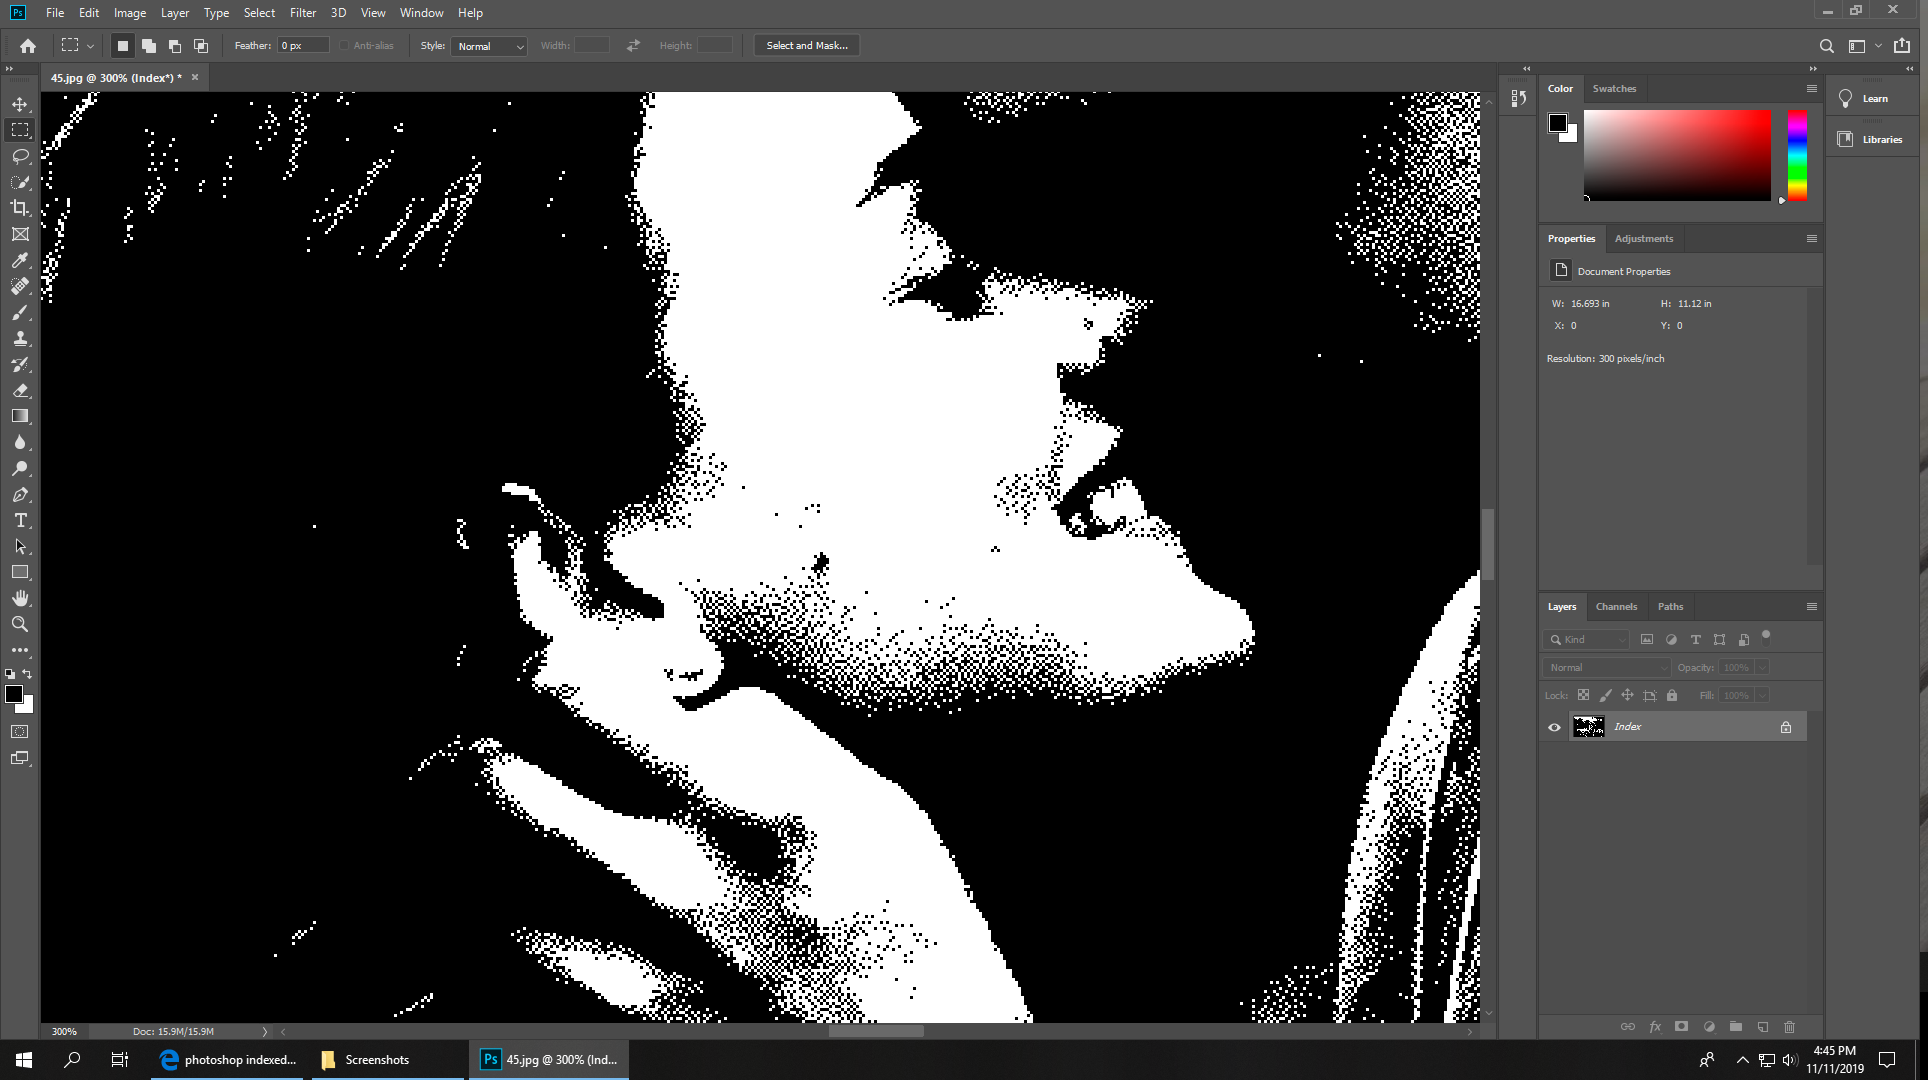 Ps File Edit Image Layer Type Select Filter 3D View Window Help
Feather: 0 px Anti-alias Style: Normal Width: Height: Select and Mask...
45.jpg @ 300% (Index*) *
Color Swatches
Learn
Libraries
Properties Adjustments
Document Properties
W: 16.693 in H: 11.12 in
X: 0 Y: 0
Resolution: 300 pixels/inch
Layers Channels Paths
Kind
Normal Opacity: 100%
Lock: Fill: 100%
Index
300% Doc: 15.9M/15.9M
photoshop indexed... Screenshots Ps 45.jpg @ 300% (Ind...
4:45 PM
11/11/2019